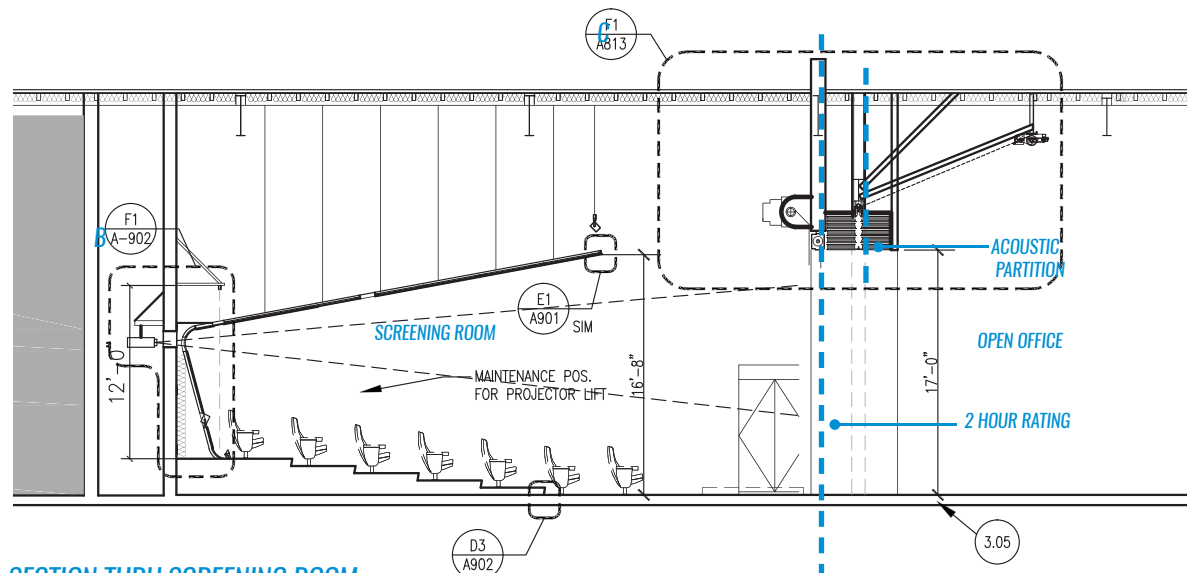 F1
C
A813
F1
B
A-902
ACOUSTIC
PARTITION
E1
A901
SIM
SCREENING ROOM
OPEN OFFICE
12'-0"
MAINTENANCE POS.
FOR PROJECTOR LIFT
16'-8"
17'-0"
2 HOUR RATING
D3
A902
3.05
SECTION THRU SCREENING ROOM